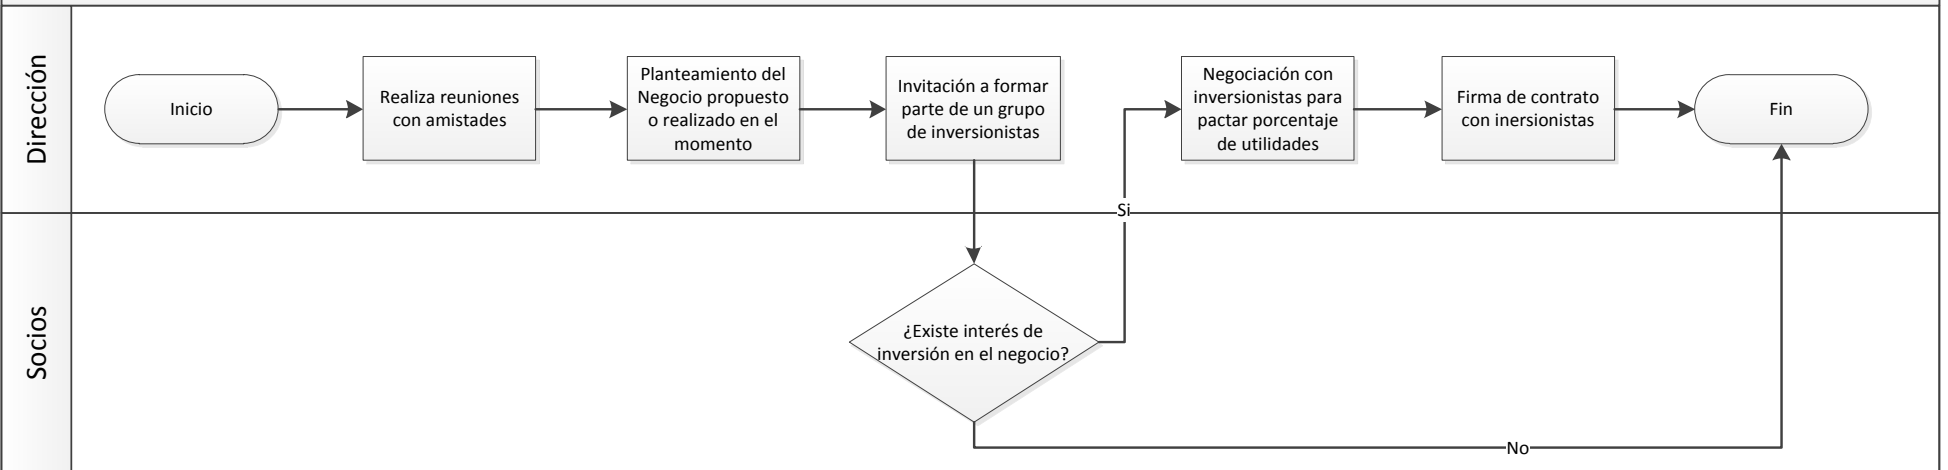 Dirección
Inicio
Realiza reuniones
con amistades
Planteamiento del
Negocio propuesto
o realizado en el
momento
Invitación a formar
parte de un grupo
de inversionistas
Negociación con
inversionistas para
pactar porcentaje
de utilidades
Firma de contrato
con inersionistas
Fin
Si
Socios
¿Existe interés de
inversión en el negocio?
No